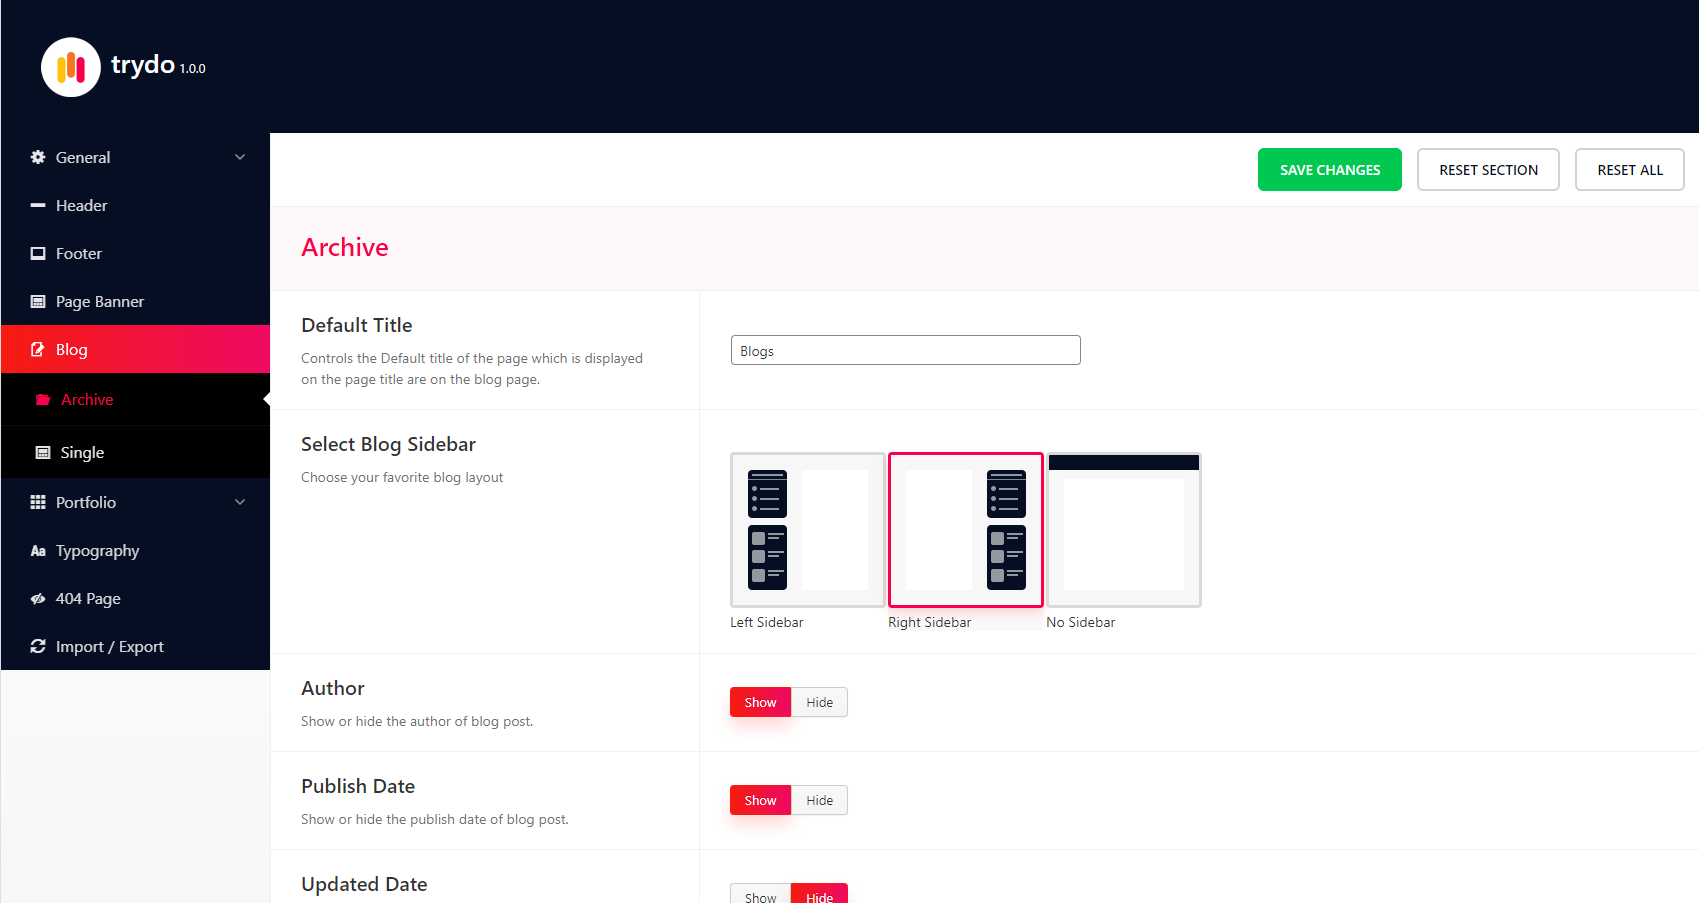 trydo 1.0.0
General
Header
Footer
Page Banner
Blog
Archive
Single
Portfolio
Aa Typography
404 Page
Import / Export
SAVE CHANGES
RESET SECTION
RESET ALL
Archive
Default Title
Controls the Default title of the page which is displayed
on the page title are on the blog page.
Blogs
Select Blog Sidebar
Choose your favorite blog layout
Left Sidebar
Right Sidebar
No Sidebar
Author
Show or hide the author of blog post.
Show
Hide
Publish Date
Show or hide the publish date of blog post.
Show
Hide
Updated Date
Show
Hide